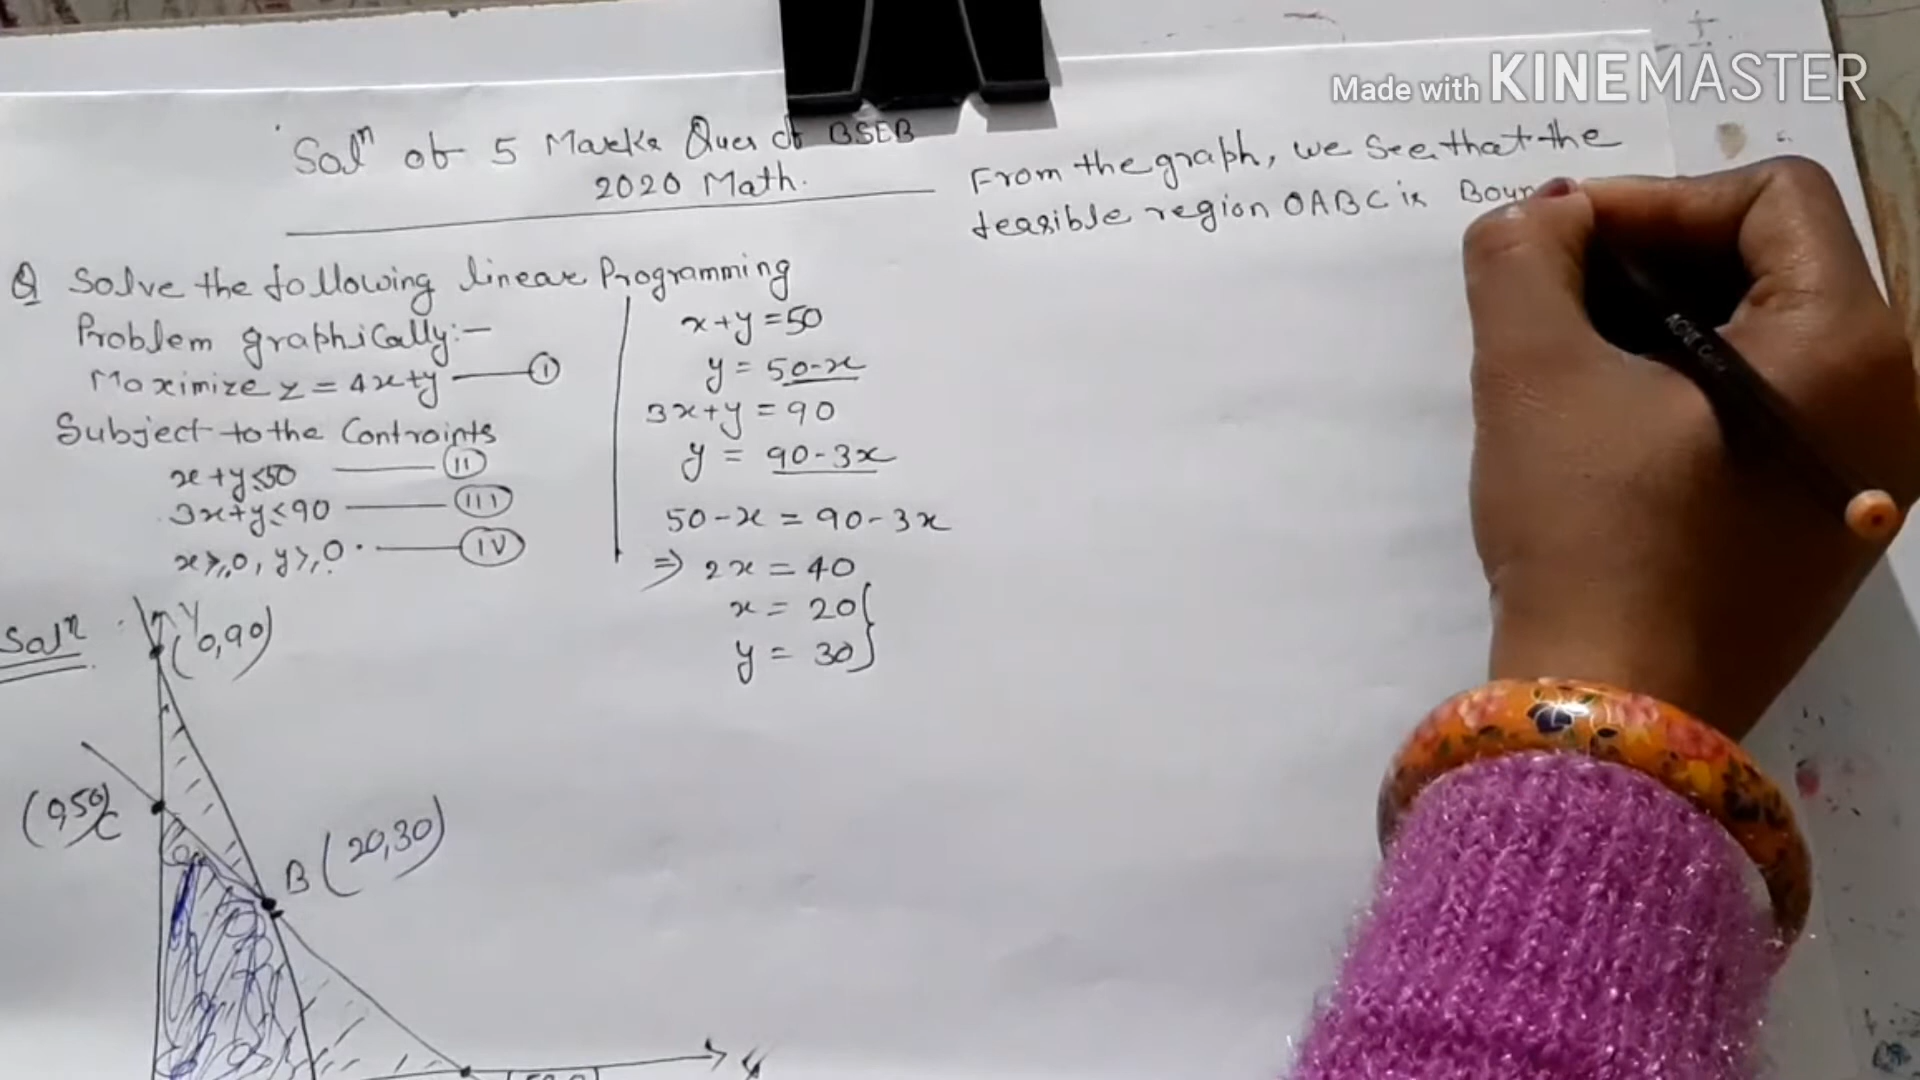 Made with KINEMASTER
Solⁿ of 5 Marks Ques of BSEB
2020 Math.
Q Solve the following linear Programming
Problem graphically:-
Maximize z = 4x+y — (I)
Subject to the Contraints
x+y≤50 — (II)
3x+y≤90 — (III)
x≥0, y≥0. — (IV)
Solⁿ
Y
(0,90)
(0,50) C
B (20,30)
x+y=50
y = 50-x
3x+y = 90
y = 90-3x
50-x = 90-3x
⇒ 2x = 40
x = 20
y = 30 }
From the graph, we see that the
feasible region OABC is Boun